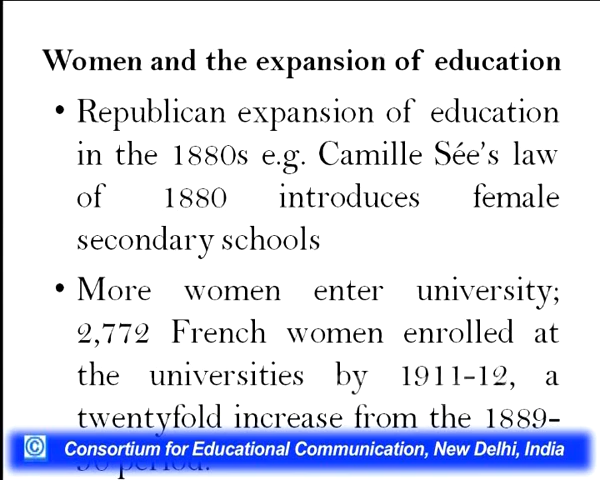 Women and the expansion of education
• Republican expansion of education
in the 1880s e.g. Camille Sée's law
of 1880 introduces female
secondary schools
• More women enter university;
2,772 French women enrolled at
the universities by 1911-12, a
twentyfold increase from the 1889-
period.
© Consortium for Educational Communication, New Delhi, India